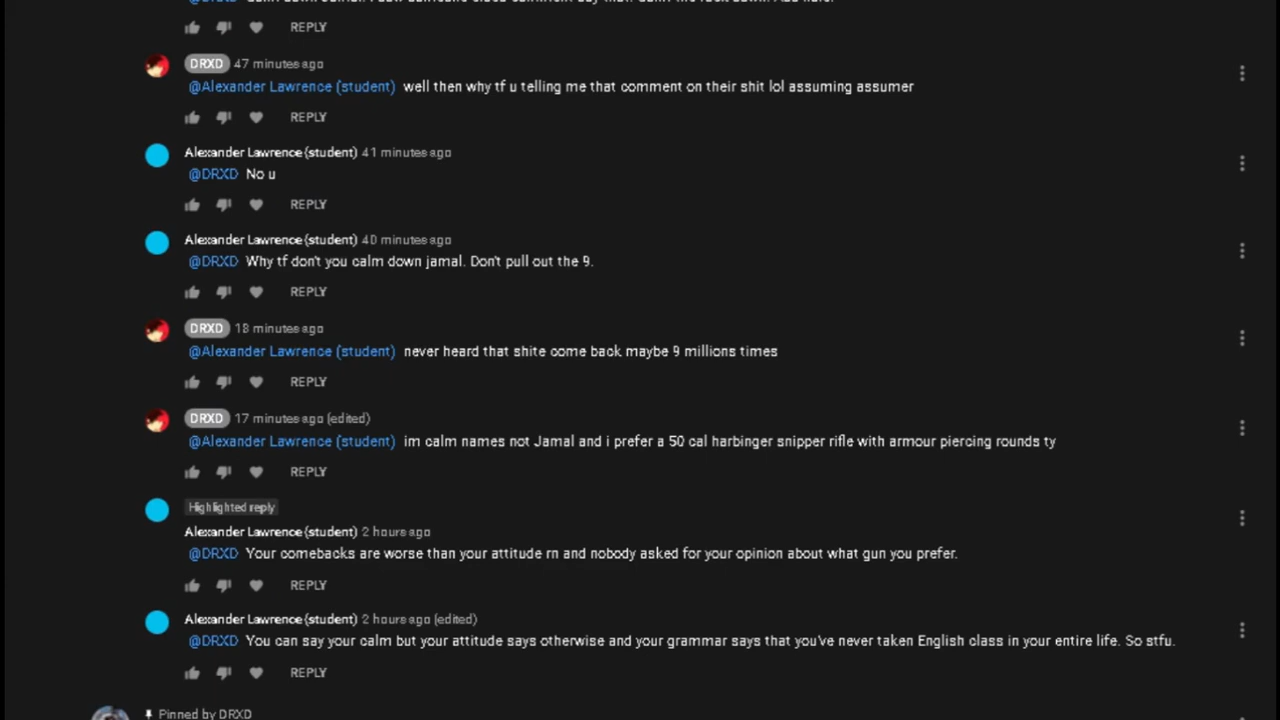 REPLY
DRXD 47 minutes ago
@Alexander Lawrence (student) well then why tf u telling me that comment on their shit lol assuming assumer
REPLY
Alexander Lawrence (student) 41 minutes ago
@DRXD No u
REPLY
Alexander Lawrence (student) 40 minutes ago
@DRXD Why tf don't you calm down jamal. Don't pull out the 9.
REPLY
DRXD 18 minutes ago
@Alexander Lawrence (student) never heard that shite come back maybe 9 millions times
REPLY
DRXD 17 minutes ago (edited)
@Alexander Lawrence (student) im calm names not Jamal and i prefer a 50 cal harbinger snipper rifle with armour piercing rounds ty
REPLY
Highlighted reply
Alexander Lawrence (student) 2 hours ago
@DRXD Your comebacks are worse than your attitude rn and nobody asked for your opinion about what gun you prefer.
REPLY
Alexander Lawrence (student) 2 hours ago (edited)
@DRXD You can say your calm but your attitude says otherwise and your grammar says that you've never taken English class in your entire life. So stfu.
REPLY
Pinned by DRXD